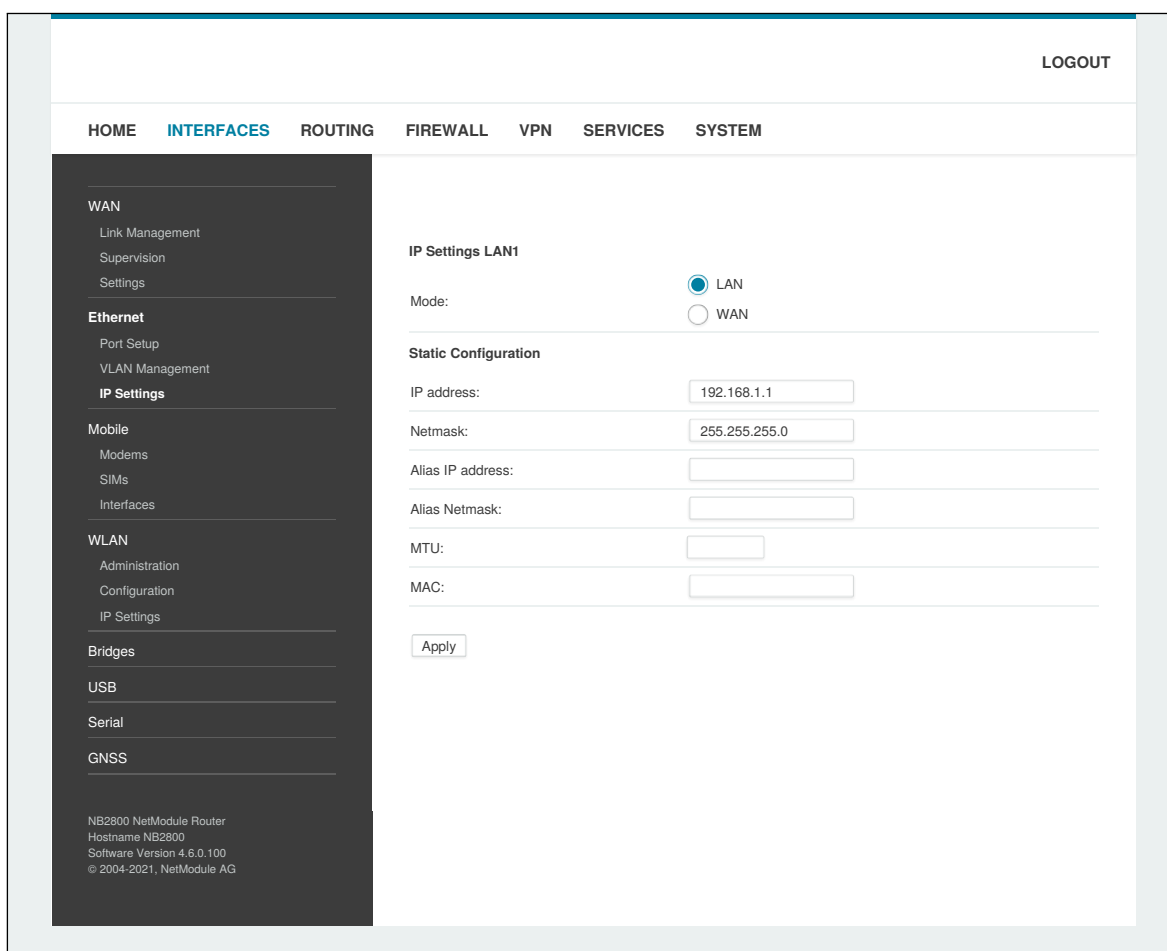 LOGOUT
HOME INTERFACES ROUTING FIREWALL VPN SERVICES SYSTEM
WAN
Link Management
Supervision
Settings
Ethernet
Port Setup
VLAN Management
IP Settings
Mobile
Modems
SIMs
Interfaces
WLAN
Administration
Configuration
IP Settings
Bridges
USB
Serial
GNSS
NB2800 NetModule Router
Hostname NB2800
Software Version 4.6.0.100
© 2004-2021, NetModule AG
IP Settings LAN1
Mode:
LAN
WAN
Static Configuration
IP address: 192.168.1.1
Netmask: 255.255.255.0
Alias IP address:
Alias Netmask:
MTU:
MAC:
Apply